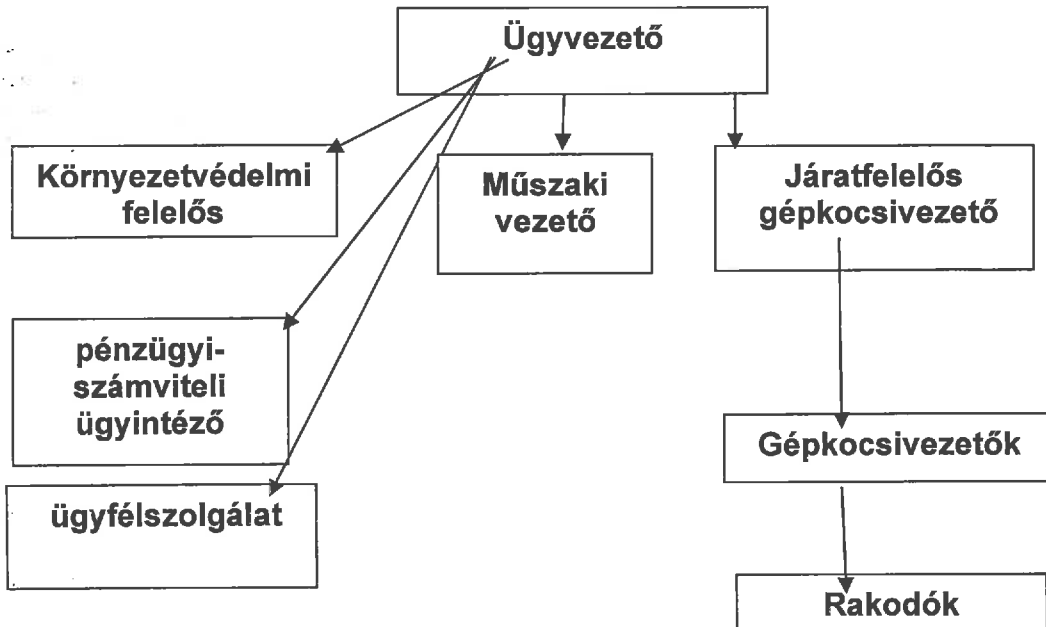 Ügyvezető
Környezetvédelmi
felelős
Műszaki
vezető
Járatfelelős
gépkocsivezető
pénzügyi-
számviteli
ügyintéző
Gépkocsivezetők
ügyfélszolgálat
Rakodók